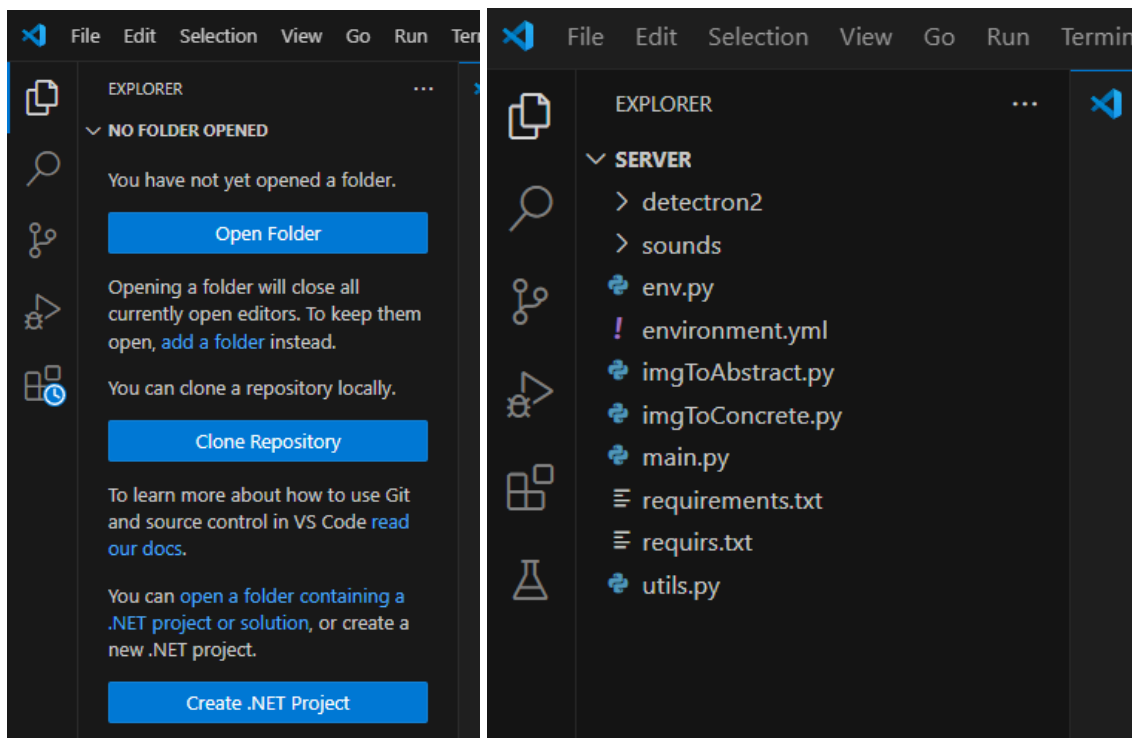 File Edit Selection View Go Run Ter
EXPLORER
NO FOLDER OPENED
You have not yet opened a folder.
Open Folder
Opening a folder will close all
currently open editors. To keep them
open, add a folder instead.
You can clone a repository locally.
Clone Repository
To learn more about how to use Git
and source control in VS Code read
our docs.
You can open a folder containing a
.NET project or solution, or create a
new .NET project.
Create .NET Project
File Edit Selection View Go Run Termin
EXPLORER
SERVER
detectron2
sounds
env.py
environment.yml
imgToAbstract.py
imgToConcrete.py
main.py
requirements.txt
requirs.txt
utils.py